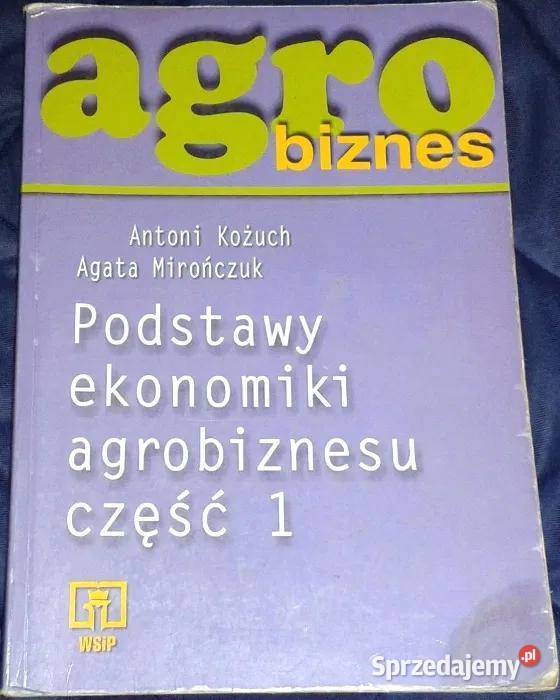 agro
biznes
Antoni Kożuch
Agata Mirończuk
Podstawy
ekonomiki
agrobiznesu
część 1
WSiP
Sprzedajemy.pl